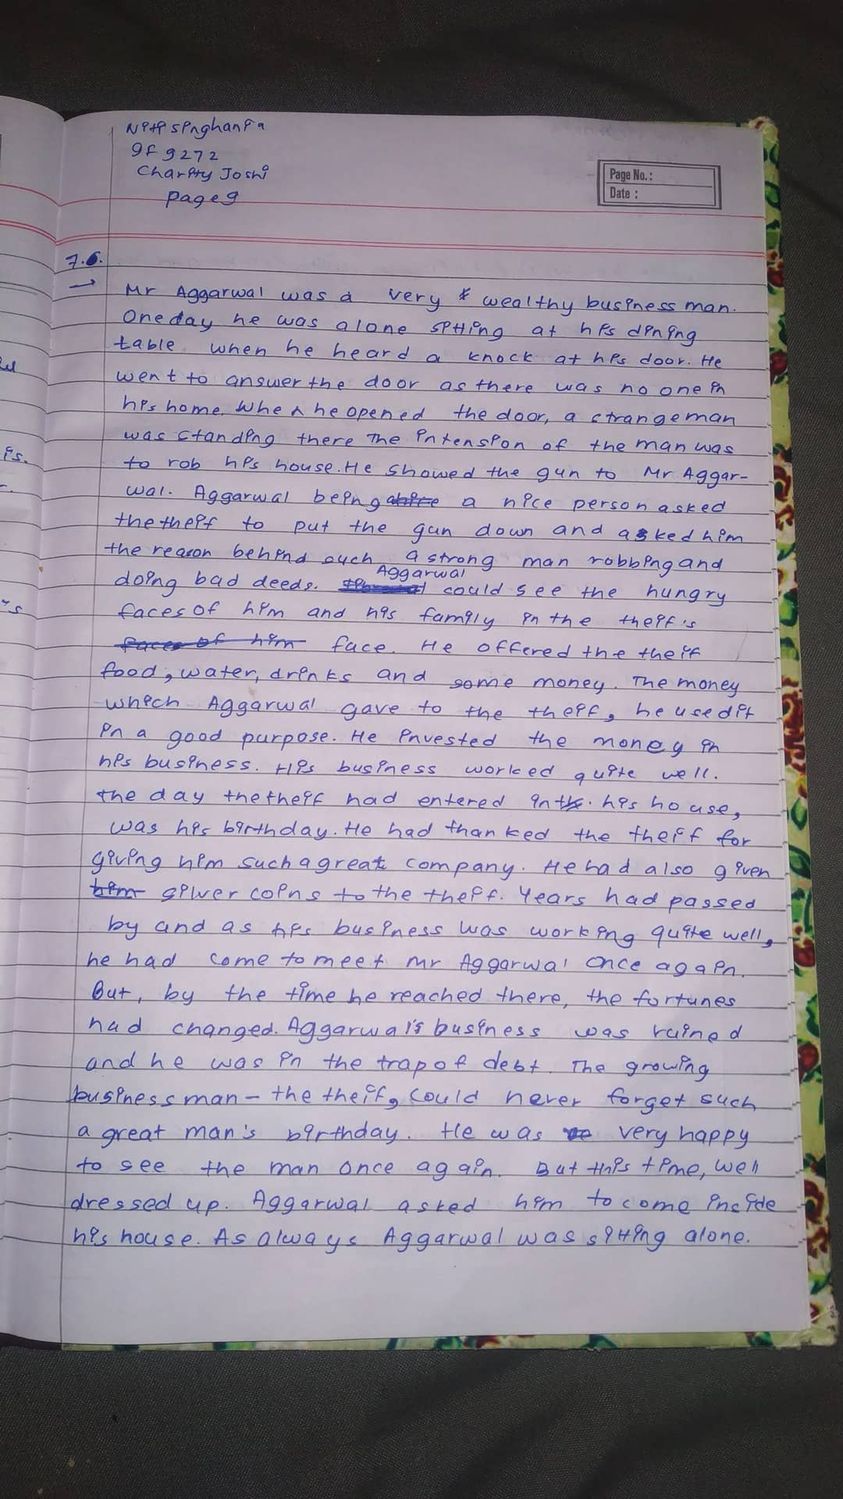 Niti Singhania
9F 9272
Charity Joshi
Page 9
Page No. :
Date :
7.6.
→ Mr Aggarwal was a very wealthy business man.
One day he was alone sitting at his dining
table when he heard a knock at his door. He
went to answer the door as there was no one in
his home. When he opened the door, a strange man
was standing there The intension of the man was
to rob his house. He showed the gun to Mr Aggar-
wal. Aggarwal being a nice person asked
the theif to put the gun down and asked him
the reason behind such a strong man robbing and
doing bad deeds. Aggarwal could see the hungry
faces of him and his family in the theif's
faces of him face. He offered the theif
food, water, drinks and some money. The money
which Aggarwal gave to the theif, he used it
in a good purpose. He invested the money in
his business. His business worked quite well.
the day the theif had entered in his house,
was his birthday. He had thanked the theif for
giving him such a great company. He had also given
him silver coins to the theif. Years had passed
by and as his business was working quite well,
he had come to meet Mr Aggarwal once again.
But, by the time he reached there, the fortunes
had changed. Aggarwal's business was ruined
and he was in the trap of debt. The growing
businessman - the theif, could never forget such
a great man's birthday. He was very happy
to see the man once again. But this time, well
dressed up. Aggarwal asked him to come inside
his house. As always Aggarwal was sitting alone.